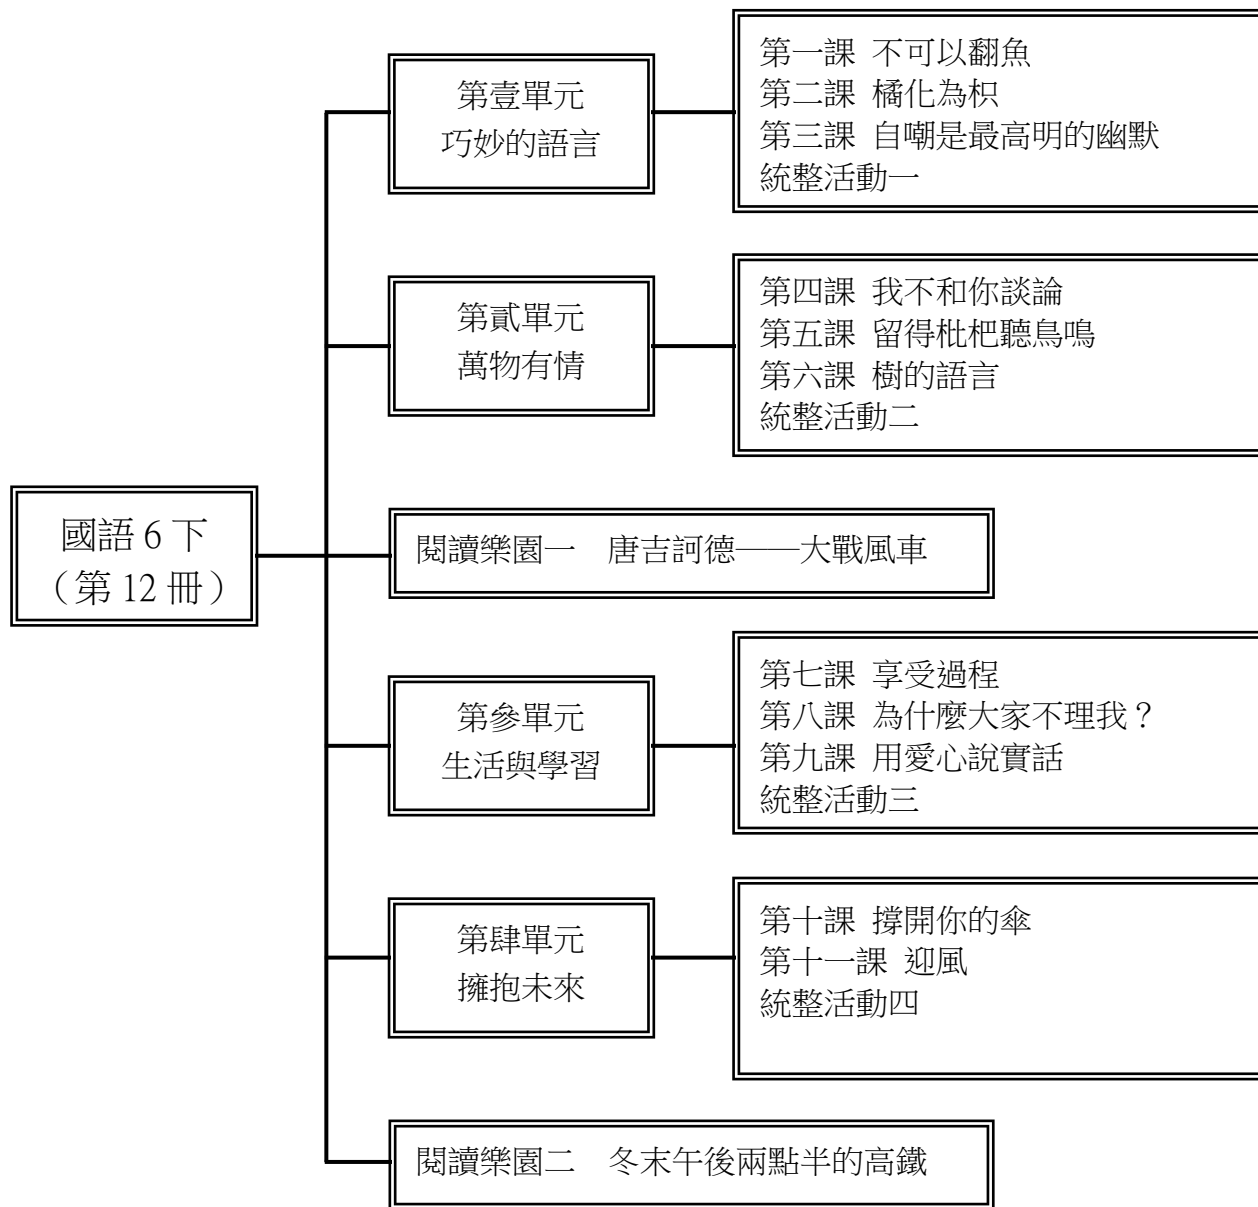 國語 6 下
（第 12 冊）
第壹單元
巧妙的語言
第一課 不可以翻魚
第二課 橘化為枳
第三課 自嘲是最高明的幽默
統整活動一
第貳單元
萬物有情
第四課 我不和你談論
第五課 留得枇杷聽鳥鳴
第六課 樹的語言
統整活動二
閱讀樂園一　唐吉訶德——大戰風車
第參單元
生活與學習
第七課 享受過程
第八課 為什麼大家不理我？
第九課 用愛心說實話
統整活動三
第肆單元
擁抱未來
第十課 撐開你的傘
第十一課 迎風
統整活動四
閱讀樂園二　冬末午後兩點半的高鐵